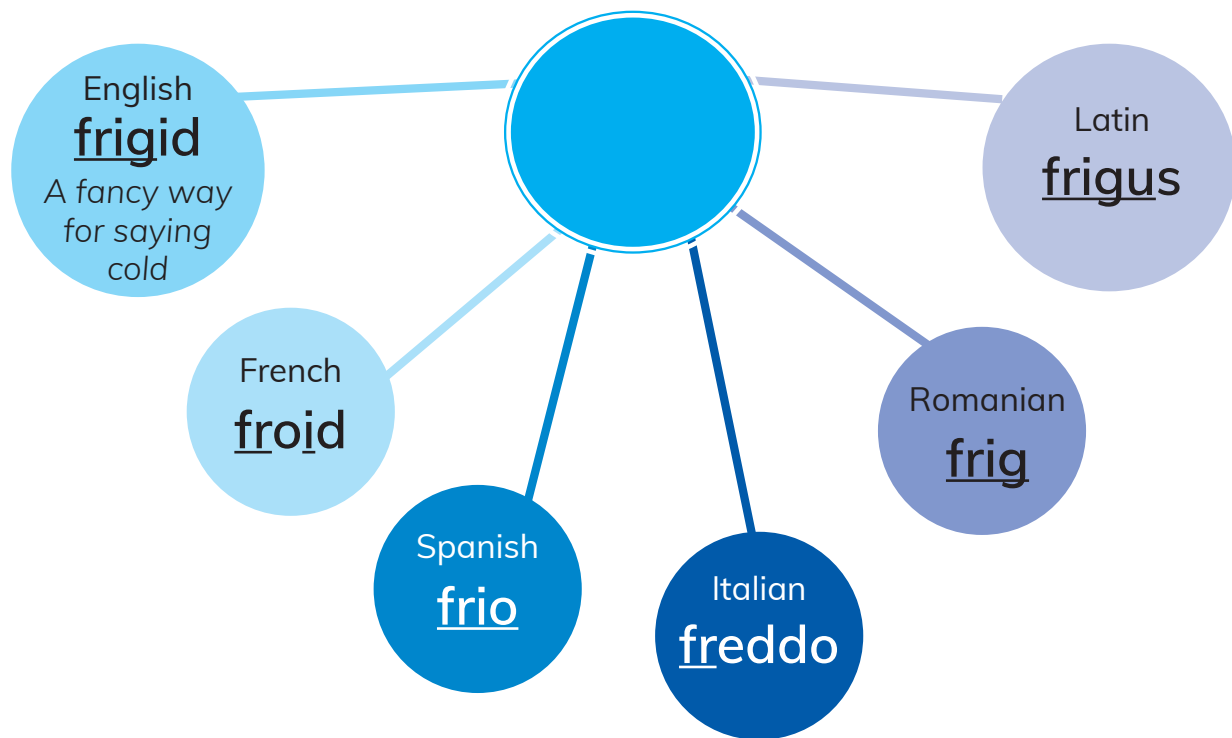 English
frigid
A fancy way
for saying
cold
French
froid
Spanish
frio
Italian
freddo
Romanian
frig
Latin
frigus